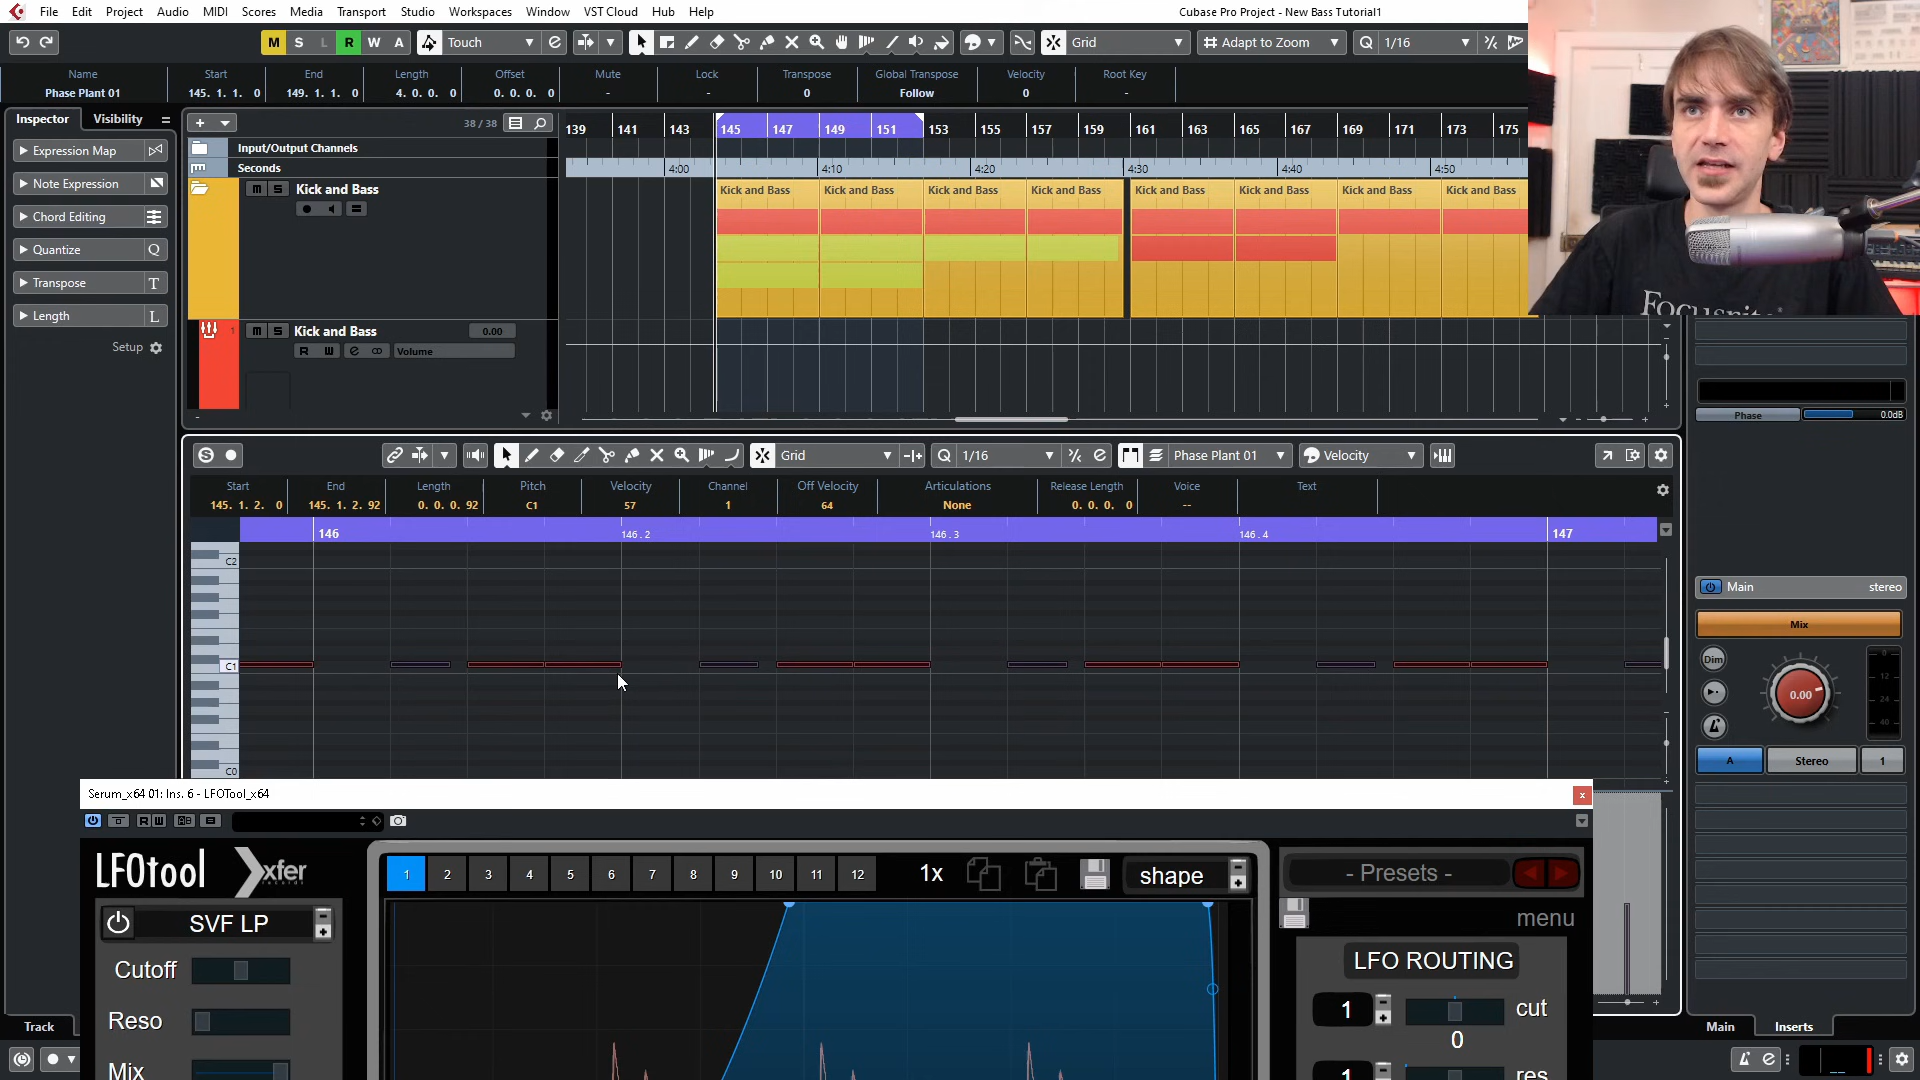 File Edit Project Audio MIDI Scores Media Transport Studio Workspaces Window VST Cloud Hub Help
Cubase Pro Project - New Bass Tutorial1
M S L R W A Touch Grid Adapt to Zoom Q 1/16
Name Start End Length Offset Mute Lock Transpose Global Transpose Velocity Root Key
Phase Plant 01 145. 1. 1. 0 149. 1. 1. 0 4. 0. 0. 0 0. 0. 0. 0 - - 0 Follow 0 -
Inspector Visibility
38 / 38
139 141 143 145 147 149 151 153 155 157 159 161 163 165 167 169 171 173 175
Expression Map
Input/Output Channels
Seconds
4:00 4:10 4:20 4:30 4:40 4:50
Note Expression
m S Kick and Bass
Kick and Bass Kick and Bass Kick and Bass Kick and Bass Kick and Bass Kick and Bass Kick and Bass Kick and Bass
Chord Editing
Quantize Q
Transpose T
Length L
Setup
1 m S Kick and Bass 0.00
R W e Volume
Focusrite
Phase 0.0dB
Grid Q 1/16 Phase Plant 01 Velocity
Start End Length Pitch Velocity Channel Off Velocity Articulations Release Length Voice Text
145. 1. 2. 0 145. 1. 2. 92 0. 0. 0. 92 C1 57 1 64 None 0. 0. 0. 0 --
146 146.2 146.3 146.4 147
C2
C1
C0
Main stereo
Mix
Dim
0.00
0
12
24
40
A Stereo 1
Serum_x64 01: Ins. 6 - LFOTool_x64
R W A B
LFOtool xfer records
1 2 3 4 5 6 7 8 9 10 11 12 1x shape
- Presets -
menu
SVF LP
Cutoff
Reso
Mix
LFO ROUTING
1 cut
0
1 res
Track
Main Inserts